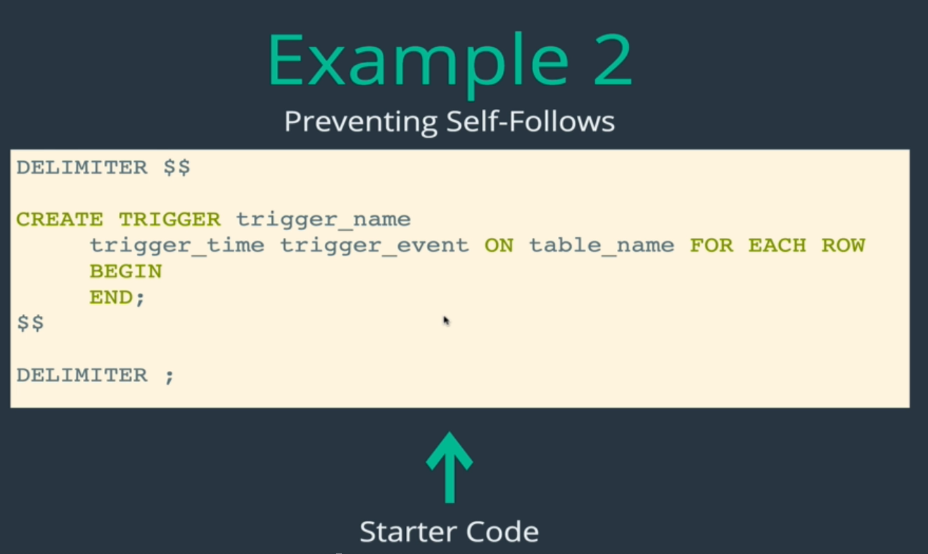 Example 2
Preventing Self-Follows
DELIMITER $$
CREATE TRIGGER trigger_name
trigger_time trigger_event ON table_name FOR EACH ROW
BEGIN
END;
$$
DELIMITER ;
Starter Code